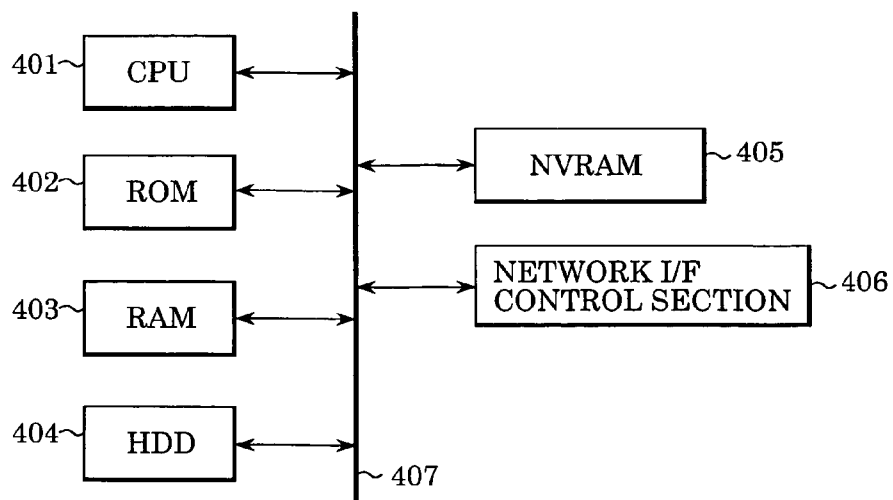 401
CPU
402
ROM
403
RAM
404
HDD
NVRAM
405
NETWORK I/F
CONTROL SECTION
406
407